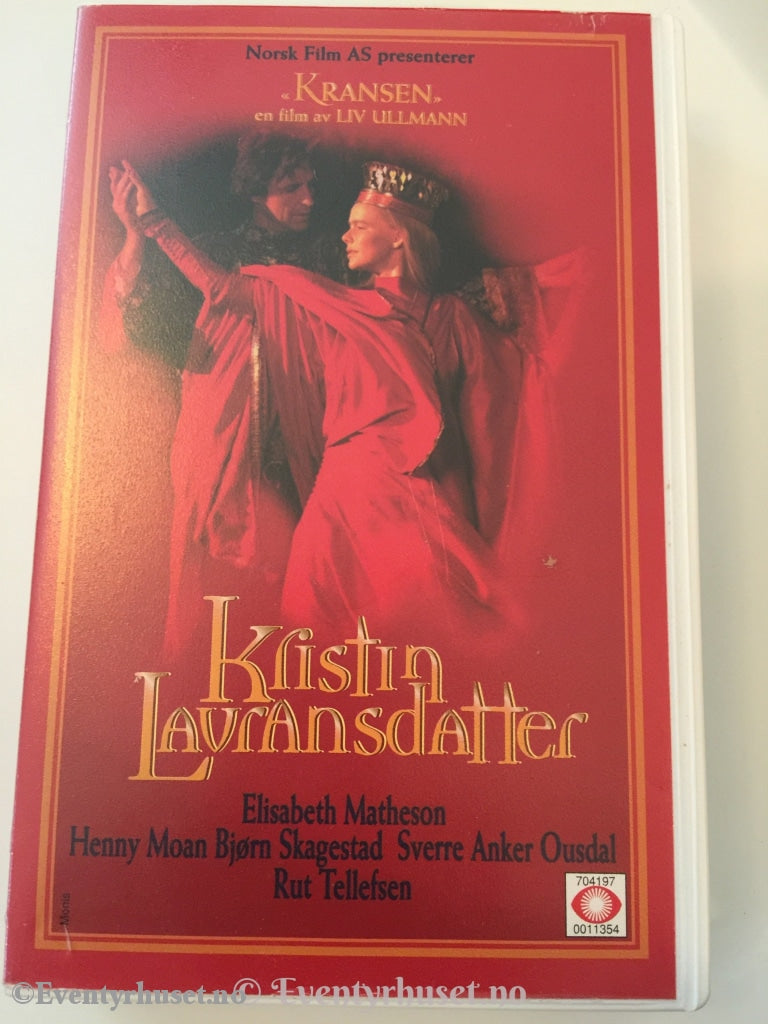 Norsk Film AS presenterer
«KRANSEN»
en film av LIV ULLMANN
Kristin
Lavransdatter
Elisabeth Matheson
Henny Moan Bjørn Skagestad Sverre Anker Ousdal
Rut Tellefsen
Monis
704197
0011354
©Eventyrhuset.no © Eventyrhuset.no